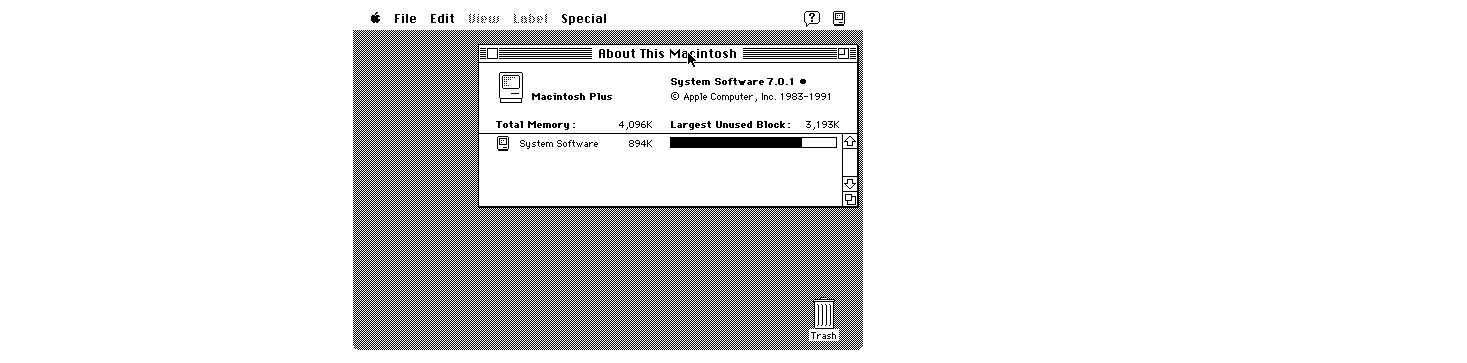 File Edit View Label Special
About This Macintosh
System Software 7.0.1 •
Macintosh Plus
© Apple Computer, Inc. 1983-1991
Total Memory: 4,096K Largest Unused Block: 3,193K
System Software 894K
Trash